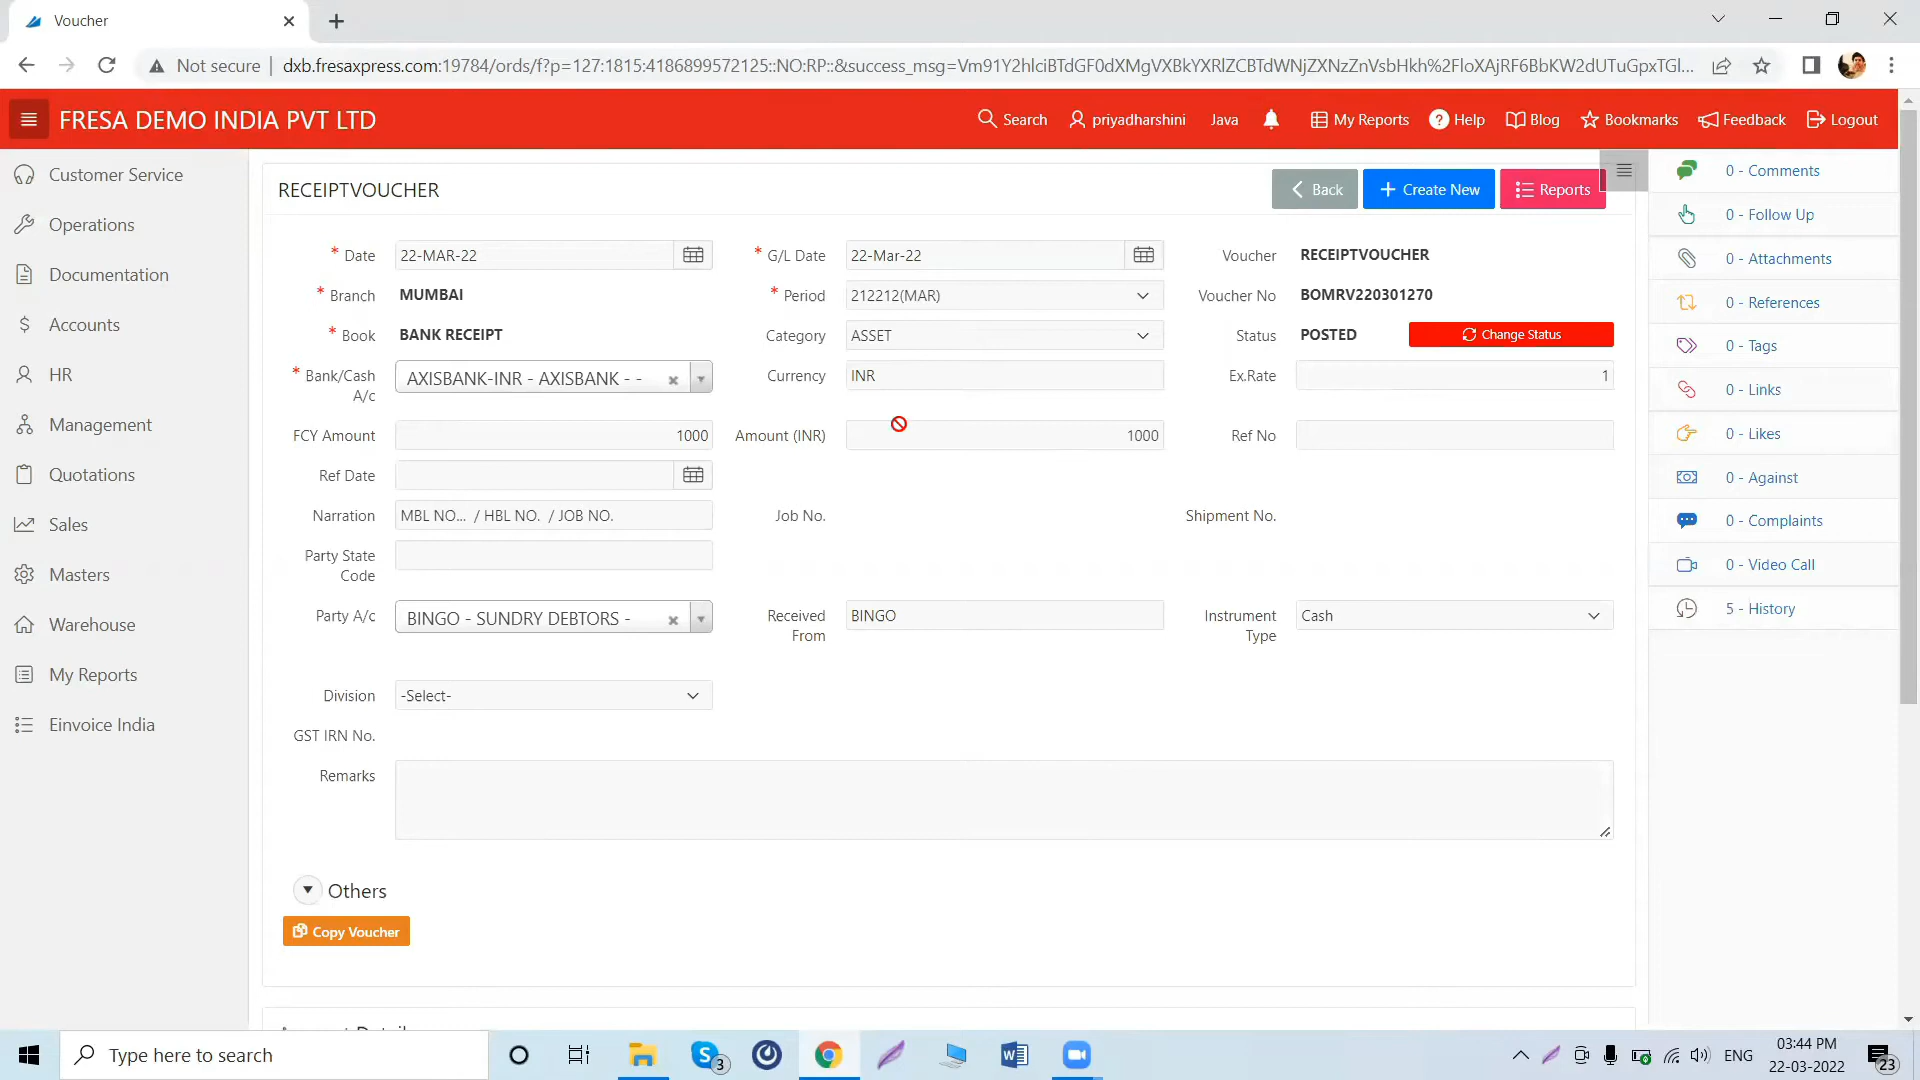 Voucher
Not secure
dxb.fresaxpress.com:19784/ords/f?p=127:1815:4186899572125::NO:RP::&success_msg=Vm91Y2hlciBTdGF0dXMgVXBkYXRlZCBTdWNjZXNzZnVsbHkh%2FloXAjRF6BbKW2dUTuGpxTGl...
FRESA DEMO INDIA PVT LTD
Search
priyadharshini
Java
My Reports
? Help
Blog
Bookmarks
Feedback
Logout
Customer Service
Operations
Documentation
Accounts
HR
Management
Quotations
Sales
Masters
Warehouse
My Reports
Einvoice India
RECEIPTVOUCHER
Back
Create New
Reports
* Date 22-MAR-22
* G/L Date 22-Mar-22
Voucher RECEIPTVOUCHER
* Branch MUMBAI
* Period 212212(MAR)
Voucher No BOMRV220301270
* Book BANK RECEIPT
Category ASSET
Status POSTED
Change Status
* Bank/Cash
A/c
AXISBANK-INR - AXISBANK - -
Currency INR
Ex.Rate 1
FCY Amount 1000
Amount (INR) 1000
Ref No
Ref Date
Narration MBL NO... / HBL NO. / JOB NO.
Job No.
Shipment No.
Party State
Code
Party A/c BINGO - SUNDRY DEBTORS -
Received
From
BINGO
Instrument
Type
Cash
Division -Select-
GST IRN No.
Remarks
Others
Copy Voucher
0 - Comments
0 - Follow Up
0 - Attachments
0 - References
0 - Tags
0 - Links
0 - Likes
0 - Against
0 - Complaints
0 - Video Call
5 - History
Type here to search
3
ENG
03:44 PM
22-03-2022
23